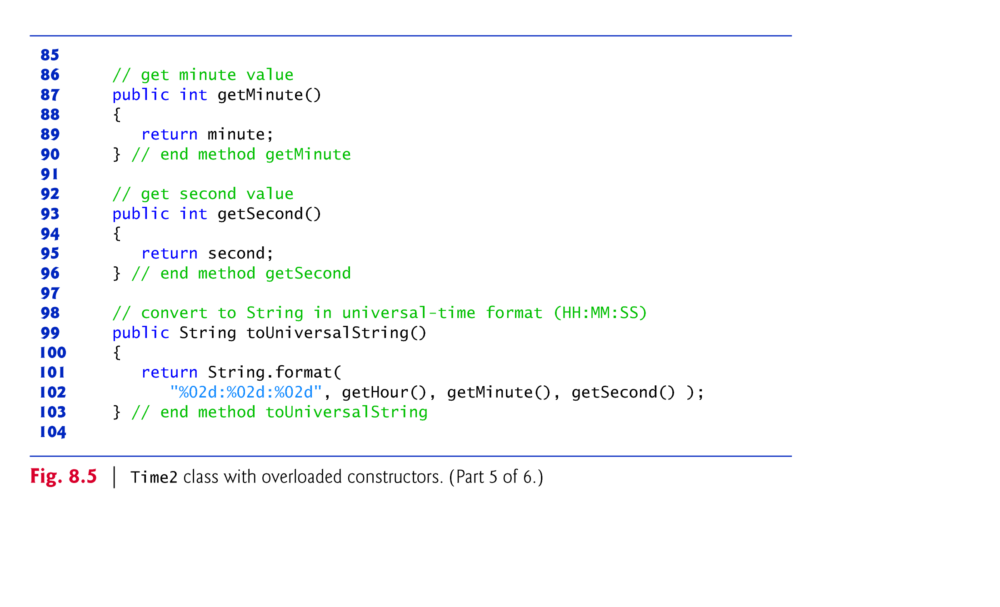 85
86 // get minute value
87 public int getMinute()
88 {
89 return minute;
90 } // end method getMinute
91
92 // get second value
93 public int getSecond()
94 {
95 return second;
96 } // end method getSecond
97
98 // convert to String in universal-time format (HH:MM:SS)
99 public String toUniversalString()
100 {
101 return String.format(
102 "%02d:%02d:%02d", getHour(), getMinute(), getSecond() );
103 } // end method toUniversalString
104
Fig. 8.5 | Time2 class with overloaded constructors. (Part 5 of 6.)